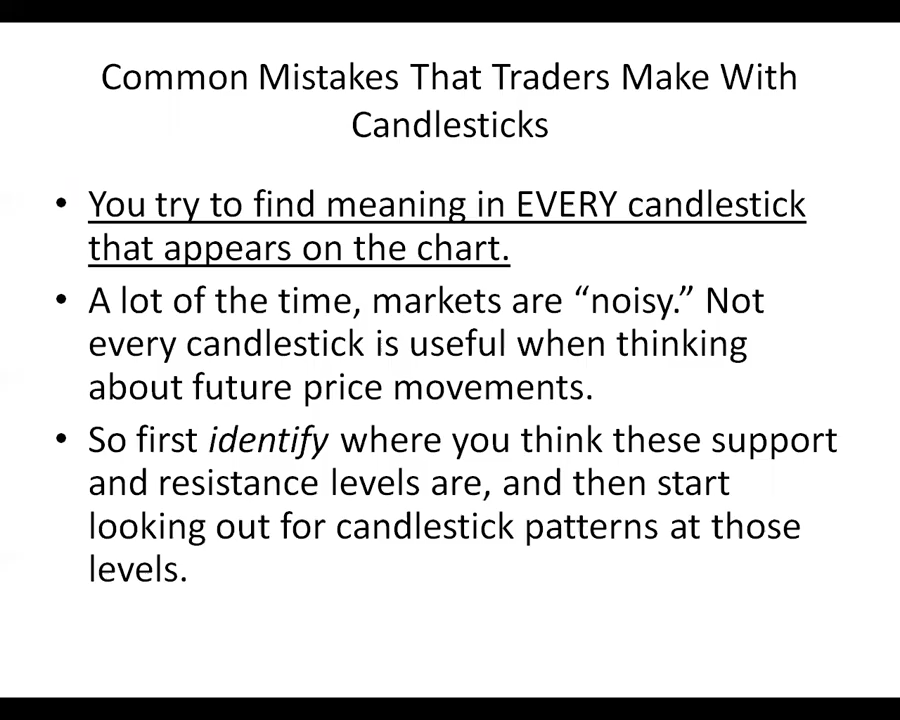 Common Mistakes That Traders Make With
Candlesticks
• You try to find meaning in EVERY candlestick
that appears on the chart.
• A lot of the time, markets are “noisy.” Not
every candlestick is useful when thinking
about future price movements.
• So first identify where you think these support
and resistance levels are, and then start
looking out for candlestick patterns at those
levels.